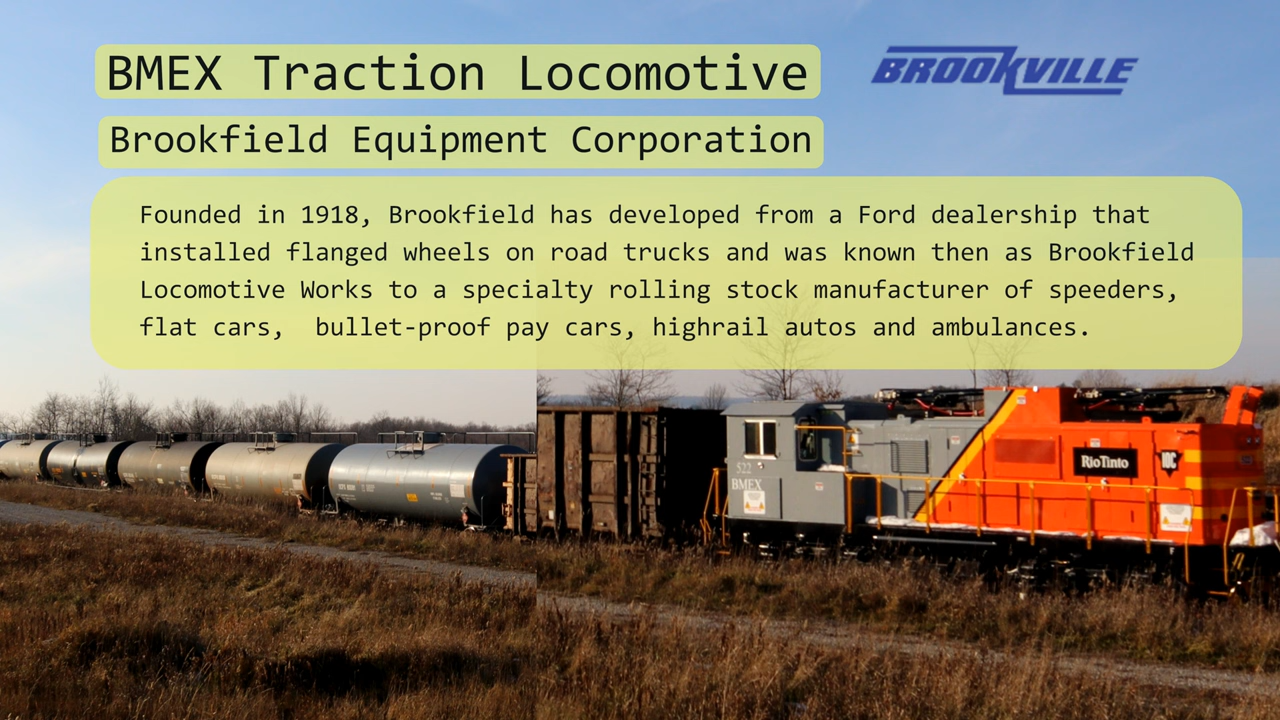 BMEX Traction Locomotive
BROOKVILLE
Brookfield Equipment Corporation
Founded in 1918, Brookfield has developed from a Ford dealership that
installed flanged wheels on road trucks and was known then as Brookfield
Locomotive Works to a specialty rolling stock manufacturer of speeders,
flat cars,  bullet-proof pay cars, highrail autos and ambulances.
RioTinto
IOC
522
BMEX